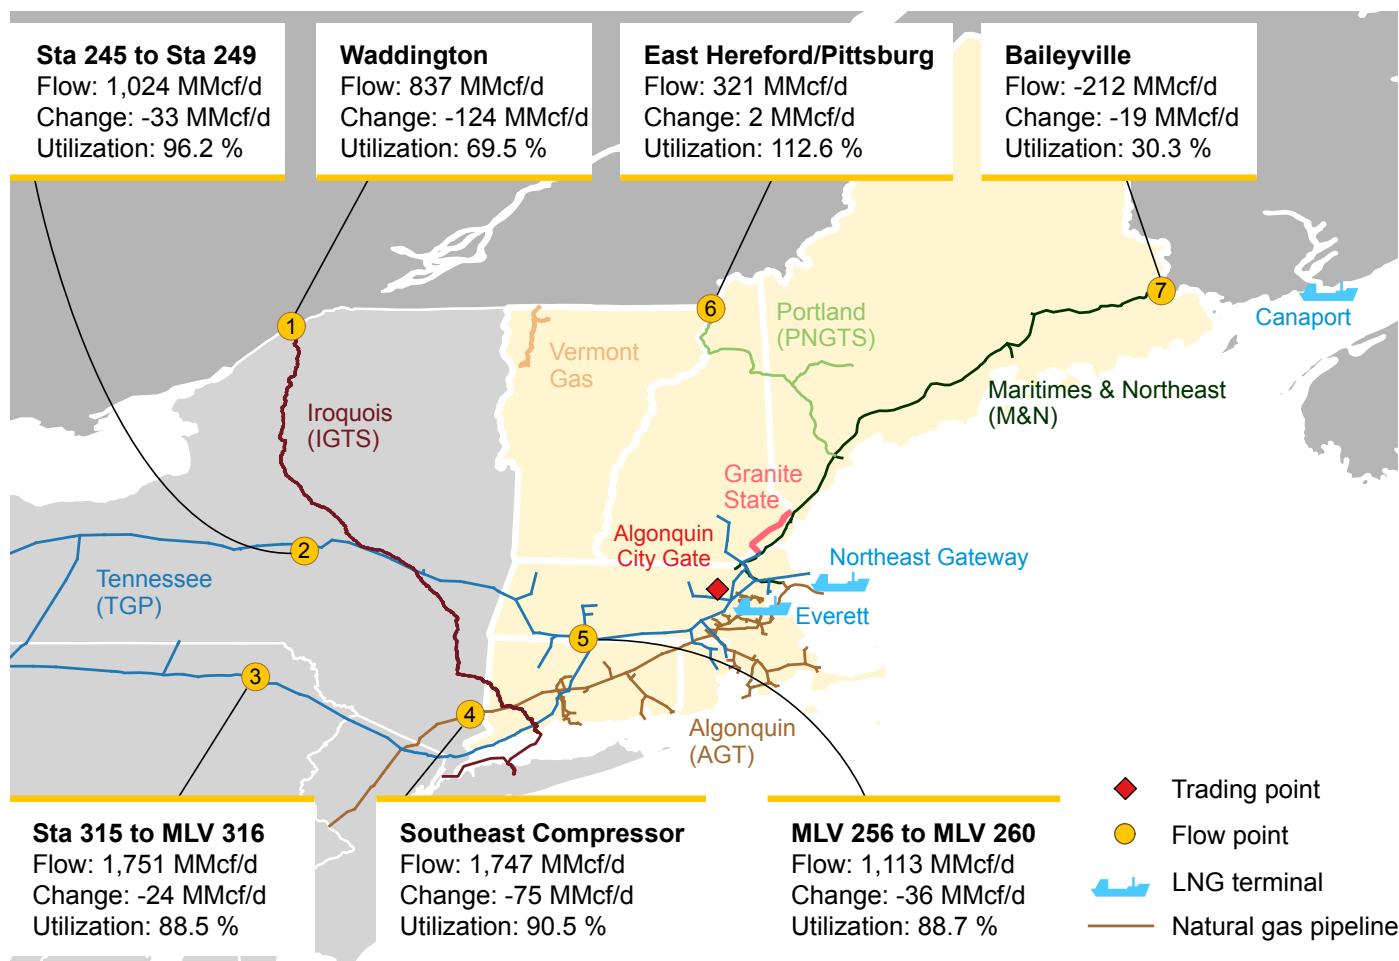 Sta 245 to Sta 249
Flow: 1,024 MMcf/d
Change: -33 MMcf/d
Utilization: 96.2 %
Waddington
Flow: 837 MMcf/d
Change: -124 MMcf/d
Utilization: 69.5 %
East Hereford/Pittsburg
Flow: 321 MMcf/d
Change: 2 MMcf/d
Utilization: 112.6 %
Baileyville
Flow: -212 MMcf/d
Change: -19 MMcf/d
Utilization: 30.3 %
7
6
Canaport
1
Portland
(PNGTS)
Vermont
Gas
Maritimes & Northeast
(M&N)
Iroquois
(IGTS)
Granite
State
Algonquin
City Gate
2
Northeast Gateway
Tennessee
(TGP)
Everett
5
3
4
Algonquin
(AGT)
Sta 315 to MLV 316
Flow: 1,751 MMcf/d
Change: -24 MMcf/d
Utilization: 88.5 %
Southeast Compressor
Flow: 1,747 MMcf/d
Change: -75 MMcf/d
Utilization: 90.5 %
MLV 256 to MLV 260
Flow: 1,113 MMcf/d
Change: -36 MMcf/d
Utilization: 88.7 %
Trading point
Flow point
LNG terminal
Natural gas pipeline